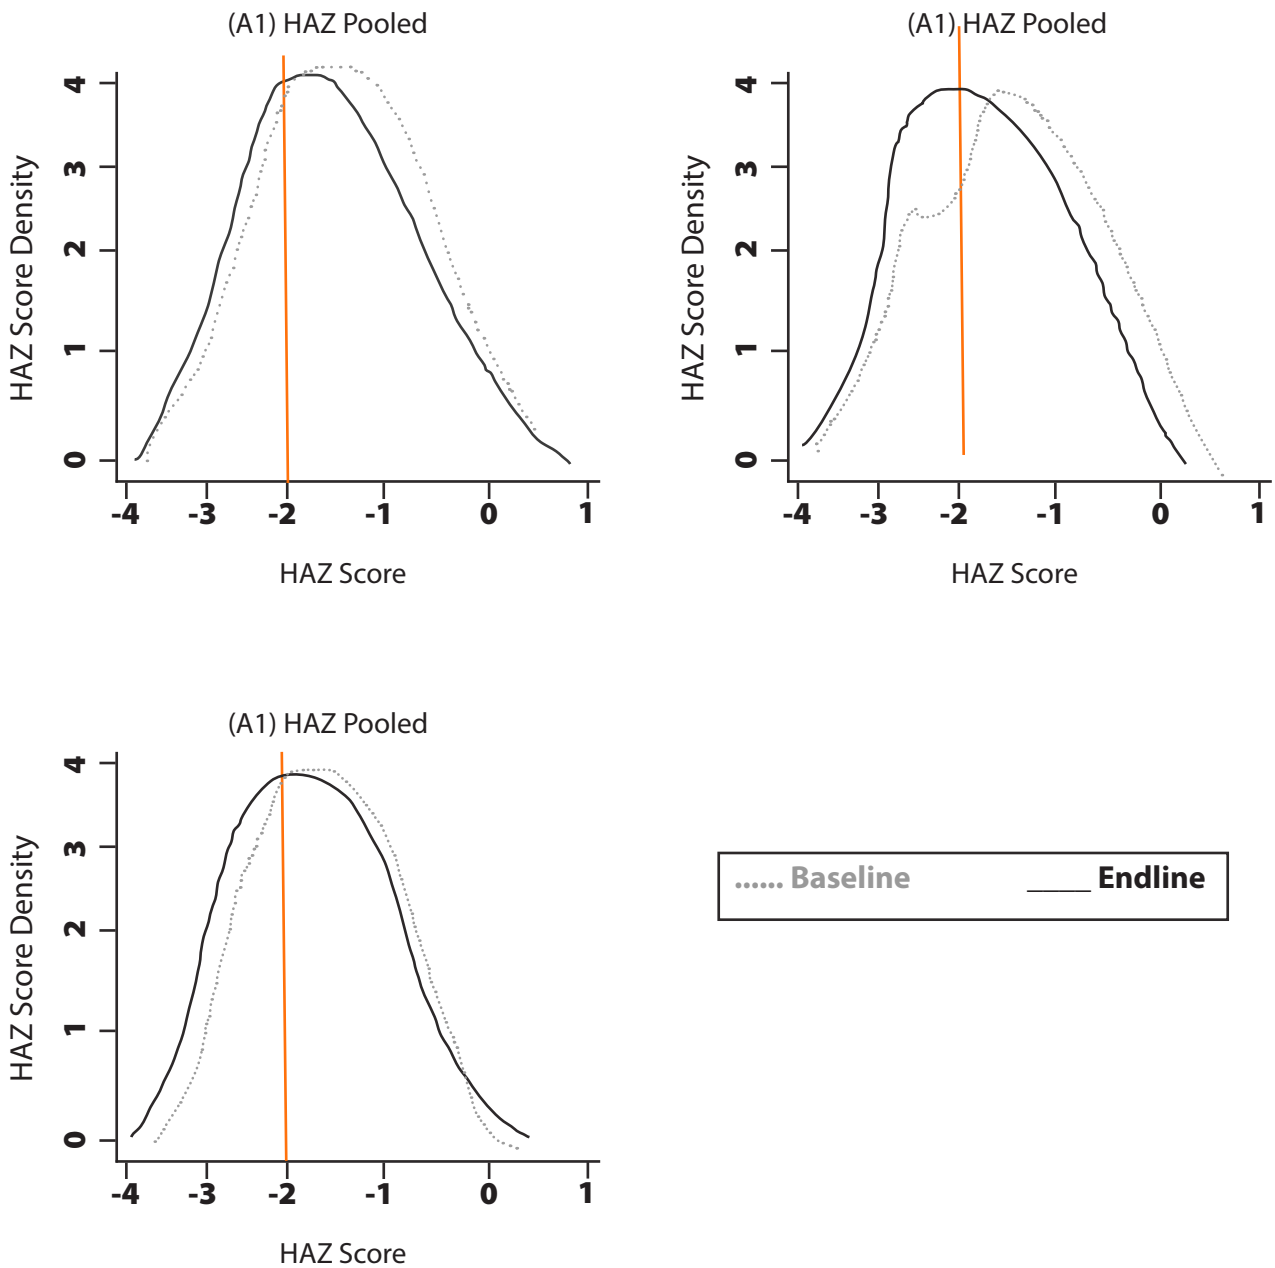 (A1) HAZ Pooled
HAZ Score Density
4
3
2
1
0
-4 -3 -2 -1 0 1
HAZ Score
(A1) HAZ Pooled
HAZ Score Density
4
3
2
1
0
-4 -3 -2 -1 0 1
HAZ Score
(A1) HAZ Pooled
HAZ Score Density
4
3
2
1
0
-4 -3 -2 -1 0 1
HAZ Score
...... Baseline ____ Endline